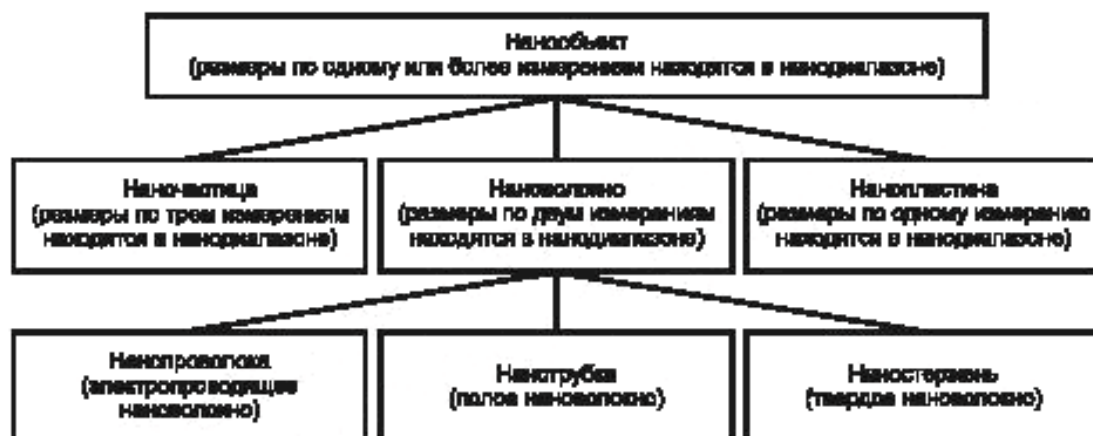 Нанообъект
(размеры по одному или более измерениям находятся в нанодиапазоне)
Наночастица
(размеры по трем измерениям
находятся в нанодиапазоне)
Нановолокно
(размеры по двум измерениям
находятся в нанодиапазоне)
Нанопластина
(размеры по одному измерению
находятся в нанодиапазоне)
Нанопроволока
(электропроводящее
нановолокно)
Нанотрубка
(полое нановолокно)
Наностержень
(твердое нановолокно)